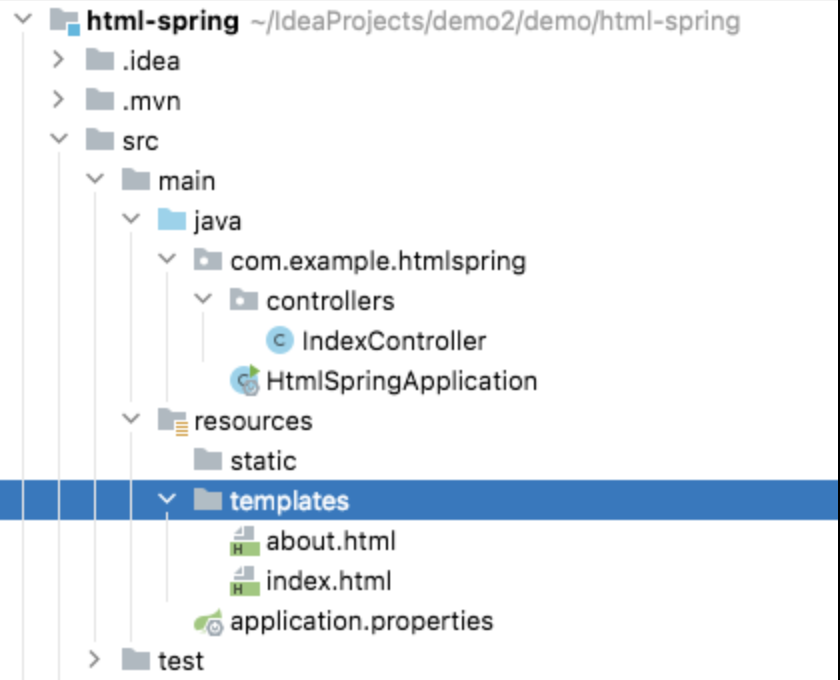 html-spring ~/IdeaProjects/demo2/demo/html-spring
.idea
.mvn
src
main
java
com.example.htmlspring
controllers
C IndexController
C HtmlSpringApplication
resources
static
templates
H about.html
H index.html
application.properties
test